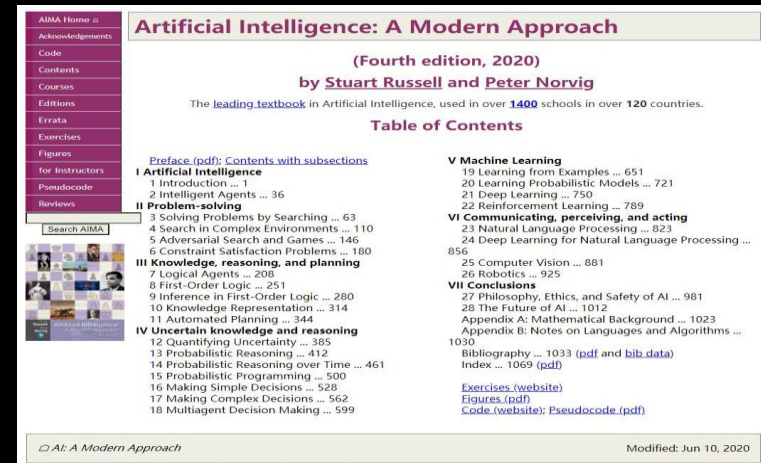 AIMA Home ⌂
Acknowledgements
Code
Contents
Courses
Editions
Errata
Exercises
Figures
for Instructors
Pseudocode
Reviews
Search AIMA
Artificial Intelligence
A Modern Approach
Artificial Intelligence: A Modern Approach
(Fourth edition, 2020)
by Stuart Russell and Peter Norvig
The leading textbook in Artificial Intelligence, used in over 1400 schools in over 120 countries.
Table of Contents
Preface (pdf); Contents with subsections
I Artificial Intelligence
1 Introduction ... 1
2 Intelligent Agents ... 36
II Problem-solving
3 Solving Problems by Searching ... 63
4 Search in Complex Environments ... 110
5 Adversarial Search and Games ... 146
6 Constraint Satisfaction Problems ... 180
III Knowledge, reasoning, and planning
7 Logical Agents ... 208
8 First-Order Logic ... 251
9 Inference in First-Order Logic ... 280
10 Knowledge Representation ... 314
11 Automated Planning ... 344
IV Uncertain knowledge and reasoning
12 Quantifying Uncertainty ... 385
13 Probabilistic Reasoning ... 412
14 Probabilistic Reasoning over Time ... 461
15 Probabilistic Programming ... 500
16 Making Simple Decisions ... 528
17 Making Complex Decisions ... 562
18 Multiagent Decision Making ... 599
V Machine Learning
19 Learning from Examples ... 651
20 Learning Probabilistic Models ... 721
21 Deep Learning ... 750
22 Reinforcement Learning ... 789
VI Communicating, perceiving, and acting
23 Natural Language Processing ... 823
24 Deep Learning for Natural Language Processing ...
856
25 Computer Vision ... 881
26 Robotics ... 925
VII Conclusions
27 Philosophy, Ethics, and Safety of AI ... 981
28 The Future of AI ... 1012
Appendix A: Mathematical Background ... 1023
Appendix B: Notes on Languages and Algorithms ...
1030
Bibliography ... 1033 (pdf and bib data)
Index ... 1069 (pdf)
Exercises (website)
Figures (pdf)
Code (website); Pseudocode (pdf)
⌂ AI: A Modern Approach
Modified: Jun 10, 2020